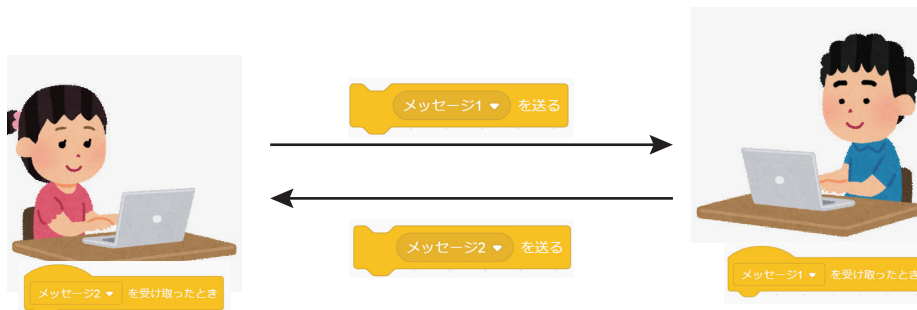 メッセージ1 を送る
メッセージ2 を送る
メッセージ2 を受け取ったとき
メッセージ1 を受け取ったとき